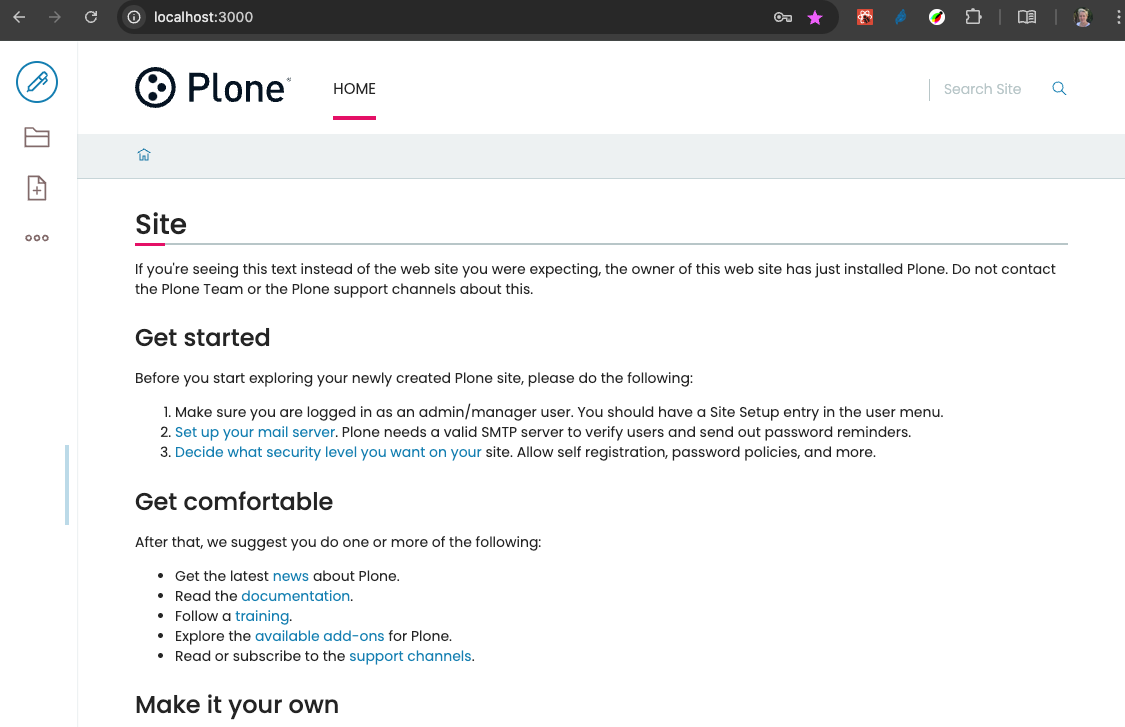 localhost:3000
Plone®
HOME
Search Site
Site
If you're seeing this text instead of the web site you were expecting, the owner of this web site has just installed Plone. Do not contact
the Plone Team or the Plone support channels about this.
Get started
Before you start exploring your newly created Plone site, please do the following:
1. Make sure you are logged in as an admin/manager user. You should have a Site Setup entry in the user menu.
2. Set up your mail server. Plone needs a valid SMTP server to verify users and send out password reminders.
3. Decide what security level you want on your site. Allow self registration, password policies, and more.
Get comfortable
After that, we suggest you do one or more of the following:
• Get the latest news about Plone.
• Read the documentation.
• Follow a training.
• Explore the available add-ons for Plone.
• Read or subscribe to the support channels.
Make it your own